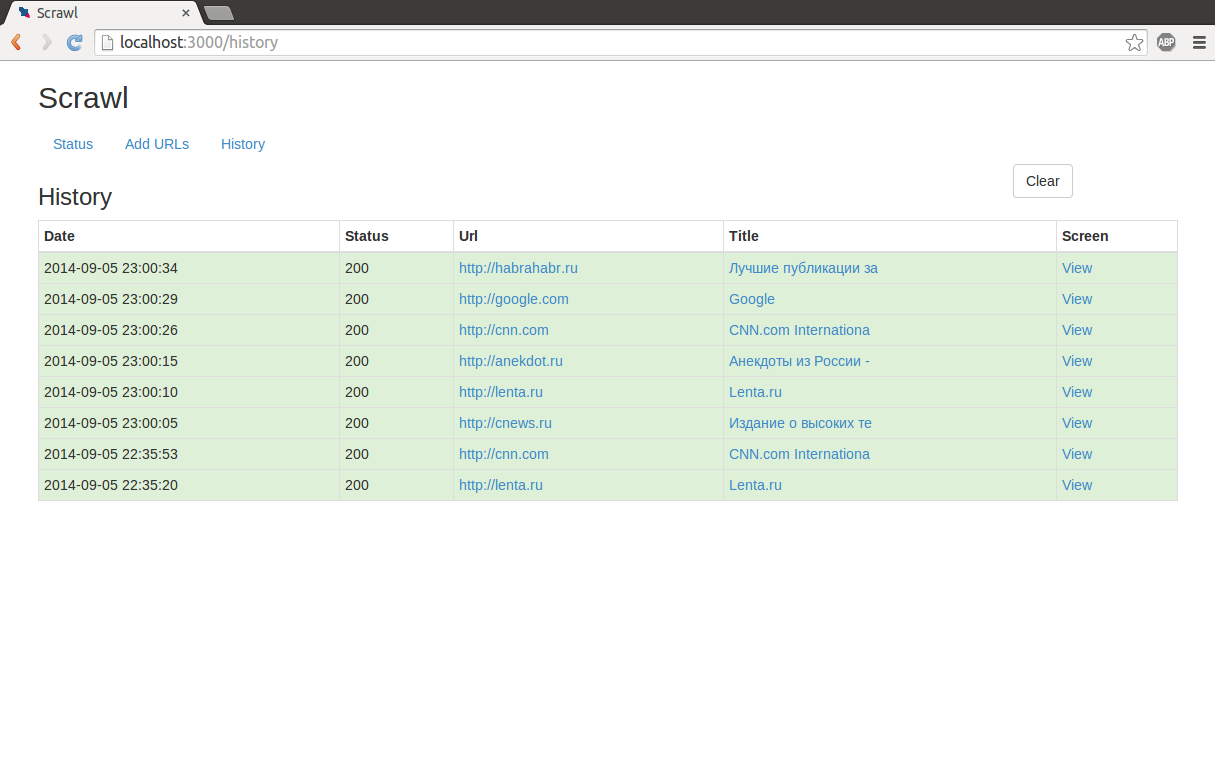 Scrawl
localhost:3000/history
ABP
Scrawl
Status Add URLs History
Clear
History
Date Status Url Title Screen
2014-09-05 23:00:34 200 http://habrahabr.ru Лучшие публикации за View
2014-09-05 23:00:29 200 http://google.com Google View
2014-09-05 23:00:26 200 http://cnn.com CNN.com Internationa View
2014-09-05 23:00:15 200 http://anekdot.ru Анекдоты из России - View
2014-09-05 23:00:10 200 http://lenta.ru Lenta.ru View
2014-09-05 23:00:05 200 http://cnews.ru Издание о высоких те View
2014-09-05 22:35:53 200 http://cnn.com CNN.com Internationa View
2014-09-05 22:35:20 200 http://lenta.ru Lenta.ru View